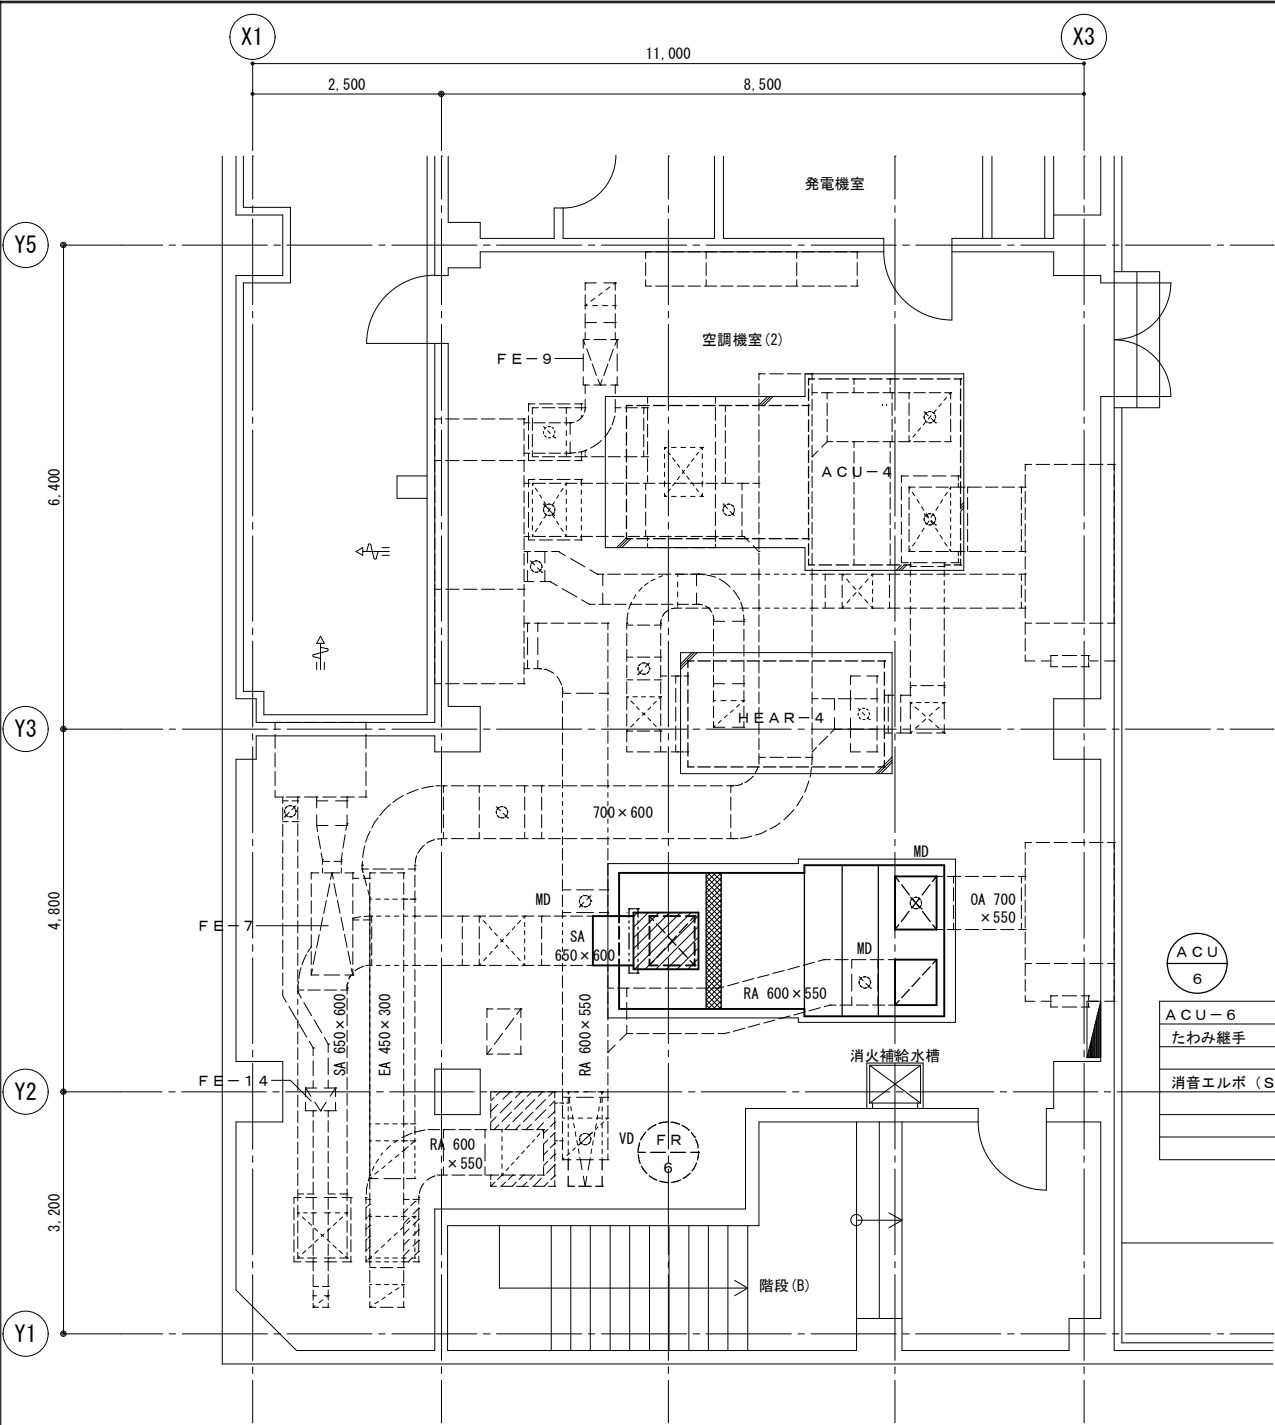 X1
X3
11,000
2,500
8,500
発電機室
Y5
空調機室(2)
FE-9
ACU-4
6,400
HEAR-4
Y3
700×600
MD
MD
4,800
OA 700
×550
FE-7
SA
650×600
MD
ACU
6
RA 600×550
ACU-6
たわみ継手
SA 650×600
EA 450×300
RA 600×550
消火補給水槽
FE-14
消音エルボ（S
Y2
RA 600
×550
VD
FR
6
3,200
階段(B)
Y1